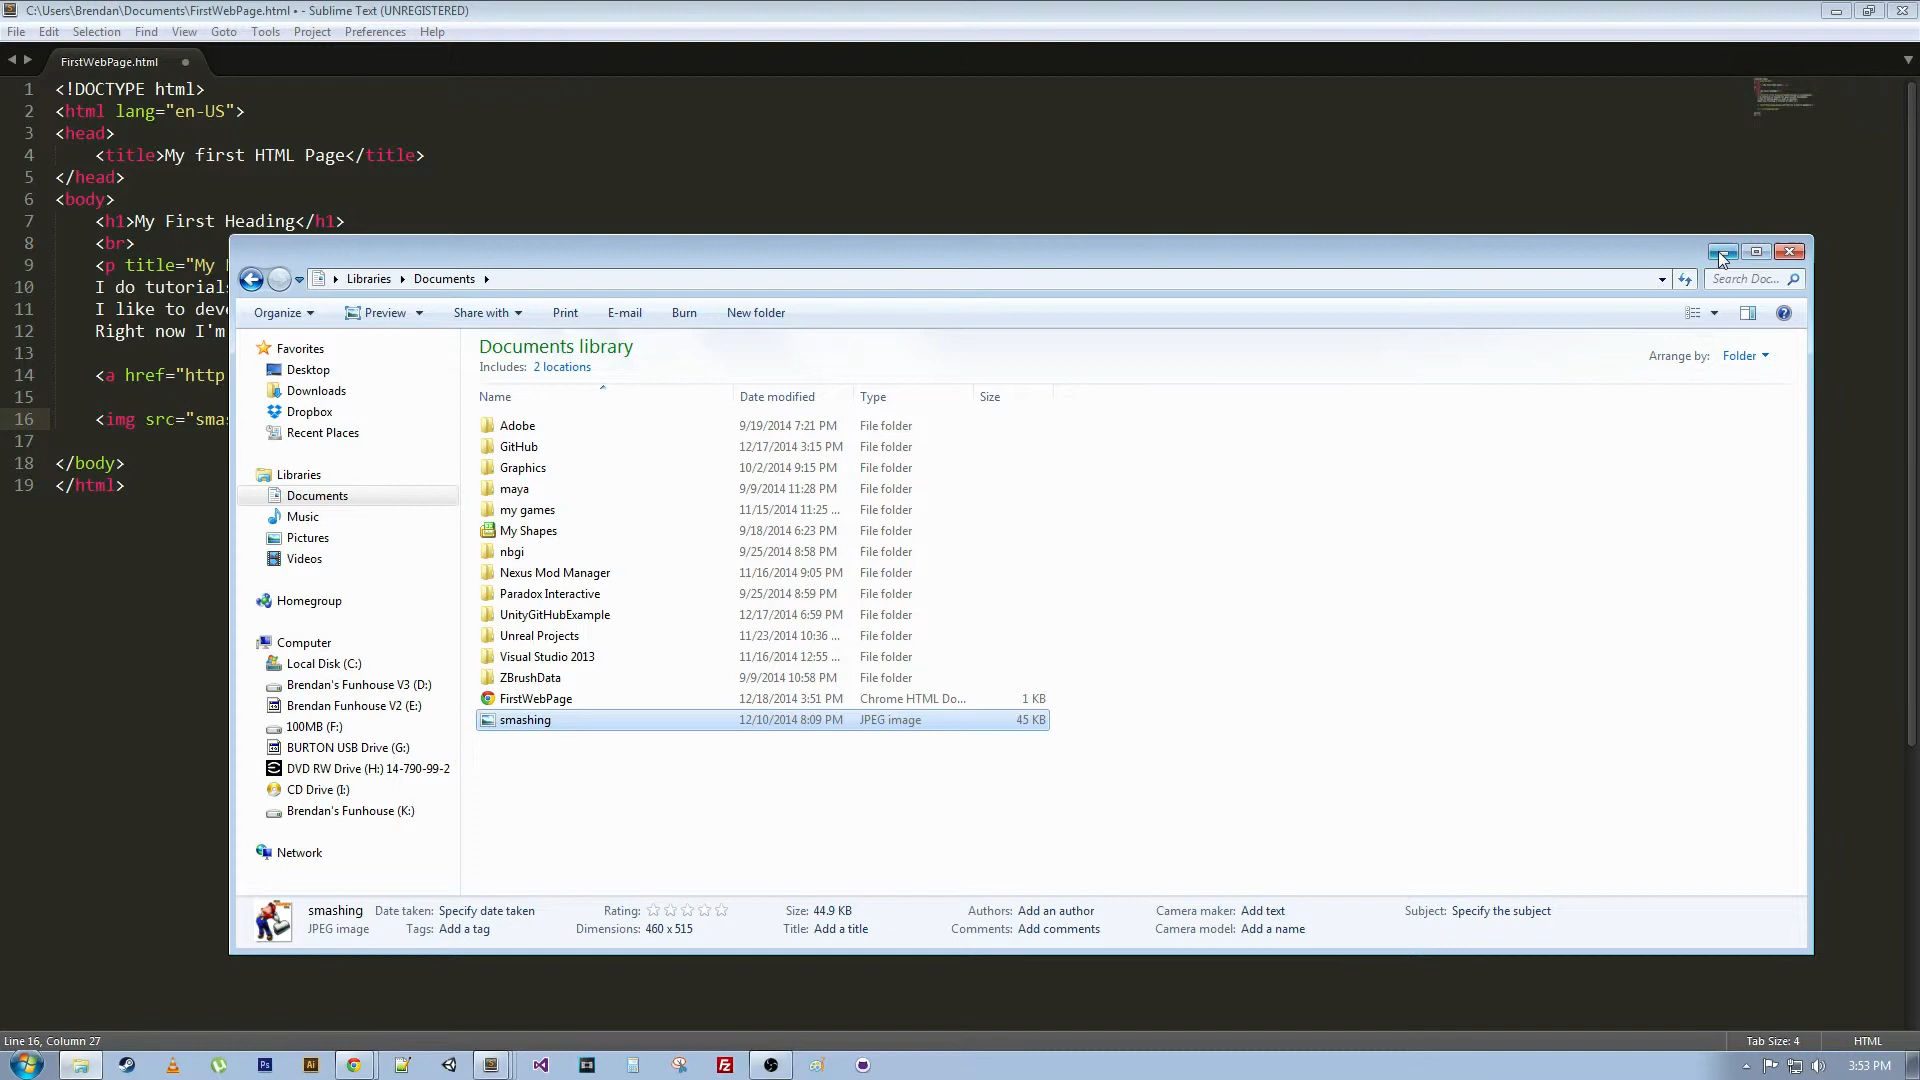 C:\Users\Brendan\Documents\FirstWebPage.html • - Sublime Text (UNREGISTERED)
File Edit Selection Find View Goto Tools Project Preferences Help
FirstWebPage.html
1 <!DOCTYPE html>
2 <html lang="en-US">
3 <head>
4 <title>My first HTML Page</title>
5 </head>
6 <body>
7 <h1>My First Heading</h1>
8 <br>
9 <p title="My
10 I do tutorials
11 I like to deve
12 Right now I'm
13
14 <a href="http
15
16 <img src="smas
17
18 </body>
19 </html>
Libraries Documents
Search Doc...
Organize Preview Share with Print E-mail Burn New folder
Favorites
Desktop
Downloads
Dropbox
Recent Places
Libraries
Documents
Music
Pictures
Videos
Homegroup
Computer
Local Disk (C:)
Brendan's Funhouse V3 (D:)
Brendan Funhouse V2 (E:)
100MB (F:)
BURTON USB Drive (G:)
DVD RW Drive (H:) 14-790-99-2
CD Drive (I:)
Brendan's Funhouse (K:)
Network
Documents library
Includes: 2 locations
Arrange by: Folder
Name Date modified Type Size
Adobe 9/19/2014 7:21 PM File folder
GitHub 12/17/2014 3:15 PM File folder
Graphics 10/2/2014 9:15 PM File folder
maya 9/9/2014 11:28 PM File folder
my games 11/15/2014 11:25 ... File folder
My Shapes 9/18/2014 6:23 PM File folder
nbgi 9/25/2014 8:58 PM File folder
Nexus Mod Manager 11/16/2014 9:05 PM File folder
Paradox Interactive 9/25/2014 8:59 PM File folder
UnityGitHubExample 12/17/2014 6:59 PM File folder
Unreal Projects 11/23/2014 10:36 ... File folder
Visual Studio 2013 11/16/2014 12:55 ... File folder
ZBrushData 9/9/2014 10:58 PM File folder
FirstWebPage 12/18/2014 3:51 PM Chrome HTML Do... 1 KB
smashing 12/10/2014 8:09 PM JPEG image 45 KB
smashing Date taken: Specify date taken Rating: Size: 44.9 KB Authors: Add an author Camera maker: Add text Subject: Specify the subject
JPEG image Tags: Add a tag Dimensions: 460 x 515 Title: Add a title Comments: Add comments Camera model: Add a name
Line 16, Column 27 Tab Size: 4 HTML
Ps Ai Fz
3:53 PM